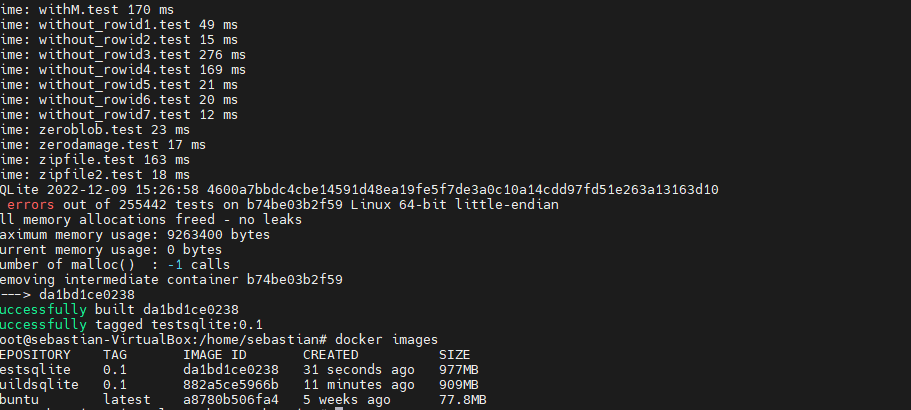 ime: withM.test 170 ms
ime: without_rowid1.test 49 ms
ime: without_rowid2.test 15 ms
ime: without_rowid3.test 276 ms
ime: without_rowid4.test 169 ms
ime: without_rowid5.test 21 ms
ime: without_rowid6.test 20 ms
ime: without_rowid7.test 12 ms
ime: zeroblob.test 23 ms
ime: zerodamage.test 17 ms
ime: zipfile.test 163 ms
ime: zipfile2.test 18 ms
QLite 2022-12-09 15:26:58 4600a7bbdc4cbe14591d48ea19fe5f7de3a0c10a14cdd97fd51e263a13163d10
errors out of 255442 tests on b74be03b2f59 Linux 64-bit little-endian
ll memory allocations freed - no leaks
aximum memory usage: 9263400 bytes
urrent memory usage: 0 bytes
umber of malloc()  : -1 calls
emoving intermediate container b74be03b2f59
---> da1bd1ce0238
uccessfully built da1bd1ce0238
uccessfully tagged testsqlite:0.1
oot@sebastian-VirtualBox:/home/sebastian# docker images
EPOSITORY    TAG       IMAGE ID       CREATED          SIZE
estsqlite    0.1       da1bd1ce0238   31 seconds ago   977MB
uildsqlite   0.1       882a5ce5966b   11 minutes ago   909MB
buntu        latest    a8780b506fa4   5 weeks ago      77.8MB